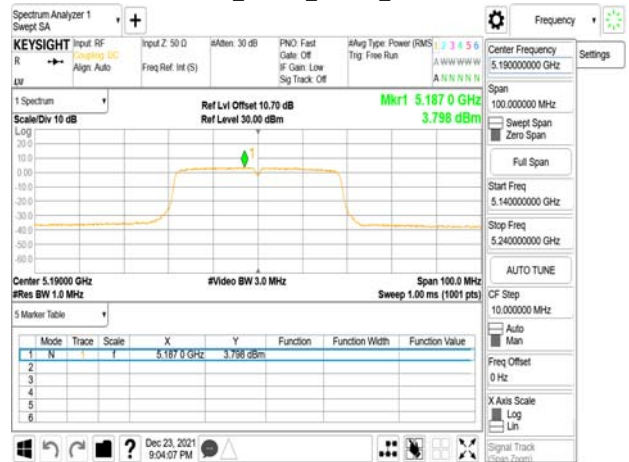 Spectrum Analyzer 1
Swept SA
Frequency
KEYSIGHT
R
Input: RF
Coupling: DC
Align: Auto
Input Z: 50 Ω
Freq Ref: Int (S)
#Atten: 30 dB
PNO: Fast
Gate: Off
IF Gain: Low
Sig Track: Off
#Avg Type: Power (RMS
Trig: Free Run
1 2 3 4 5 6
A W W W W W
A N N N N N
Settings
Center Frequency
5.190000000 GHz
Span
100.000000 MHz
Swept Span
Zero Span
Full Span
Start Freq
5.140000000 GHz
Stop Freq
5.240000000 GHz
AUTO TUNE
CF Step
10.000000 MHz
Auto
Man
Freq Offset
0 Hz
X Axis Scale
Log
Lin
Signal Track
(Span Zoom)
1 Spectrum
Scale/Div 10 dB
Log
Ref Lvl Offset 10.70 dB
Ref Level 30.00 dBm
Mkr1 5.187 0 GHz
3.798 dBm
1
20.0
10.0
0.00
-10.0
-20.0
-30.0
-40.0
-50.0
-60.0
Center 5.19000 GHz
#Res BW 1.0 MHz
#Video BW 3.0 MHz
Span 100.0 MHz
Sweep 1.00 ms (1001 pts)
5 Marker Table
Mode Trace Scale X Y Function Function Width Function Value
1 N 1 f 5.187 0 GHz 3.798 dBm
2
3
4
5
6
?
Dec 23, 2021
9:04:07 PM